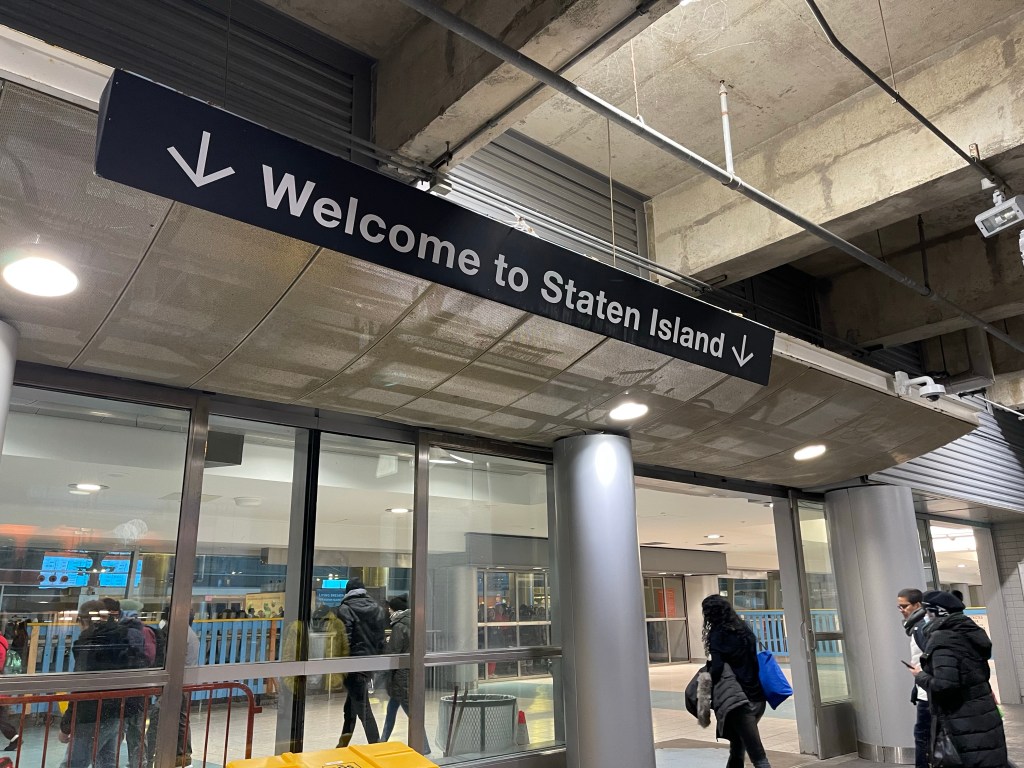 Welcome to Staten Island